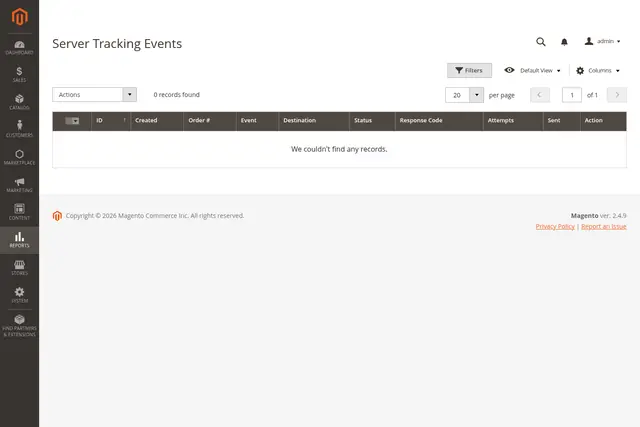 Server Tracking Events
admin
Filters
Default View
Columns
Actions
0 records found
20
per page
1
of 1
ID
Created
Order #
Event
Destination
Status
Response Code
Attempts
Sent
Action
We couldn't find any records.
DASHBOARD
SALES
CATALOG
CUSTOMERS
MARKETPLACE
MARKETING
CONTENT
REPORTS
STORES
SYSTEM
FIND PARTNERS
& EXTENSIONS
Copyright © 2026 Magento Commerce Inc. All rights reserved.
Magento ver. 2.4.9
Privacy Policy | Report an Issue